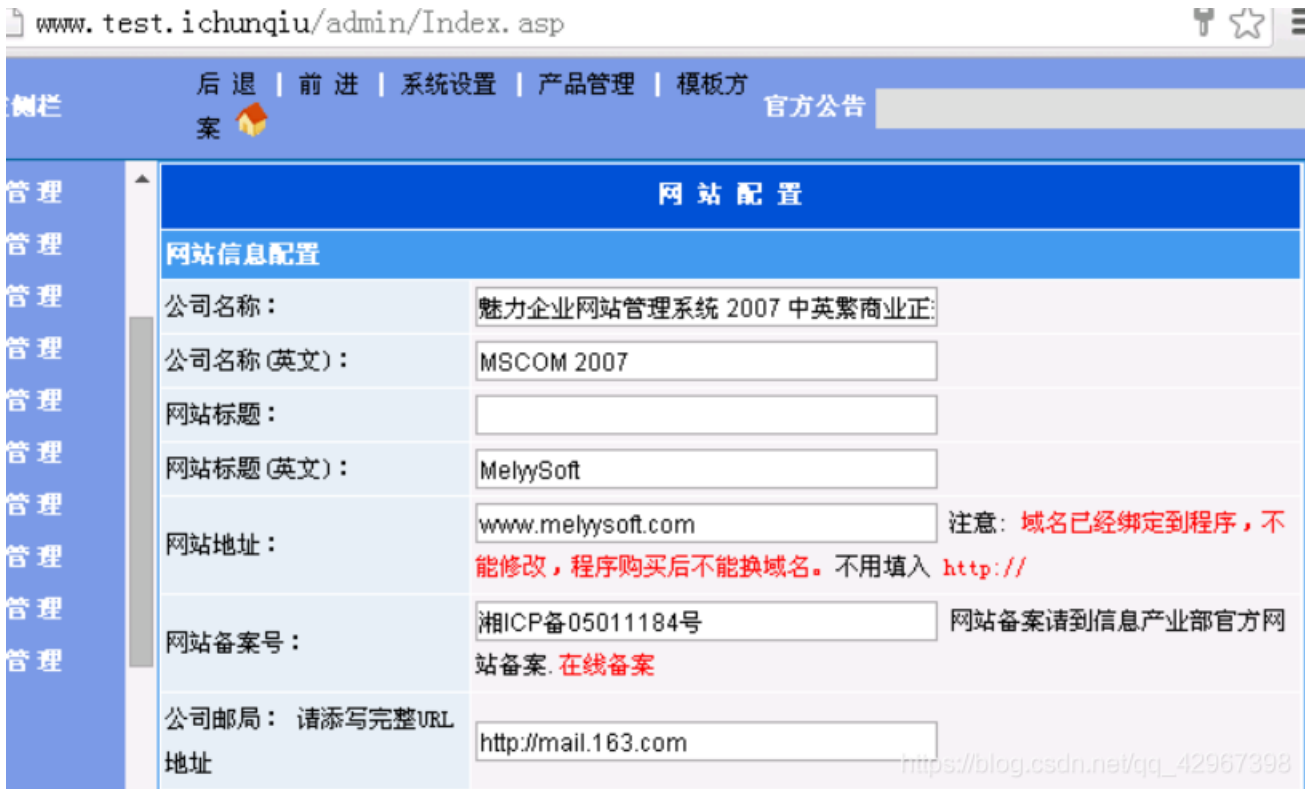 www.test.ichunqiu/admin/Index.asp
侧栏
后 退 | 前 进 | 系统设置 | 产品管理 | 模板方
案
官方公告
管 理
管 理
管 理
管 理
管 理
管 理
管 理
管 理
管 理
管 理
网 站 配 置
网站信息配置
公司名称：
魅力企业网站管理系统 2007 中英繁商业正
公司名称(英文)：
MSCOM 2007
网站标题：
网站标题(英文)：
MelyySoft
网站地址：
www.melyysoft.com 注意: 域名已经绑定到程序，不
能修改，程序购买后不能换域名。不用填入 http://
网站备案号：
湘ICP备05011184号 网站备案请到信息产业部官方网
站备案.在线备案
公司邮局： 请添写完整URL
地址
http://mail.163.com
https://blog.csdn.net/qq_42967398